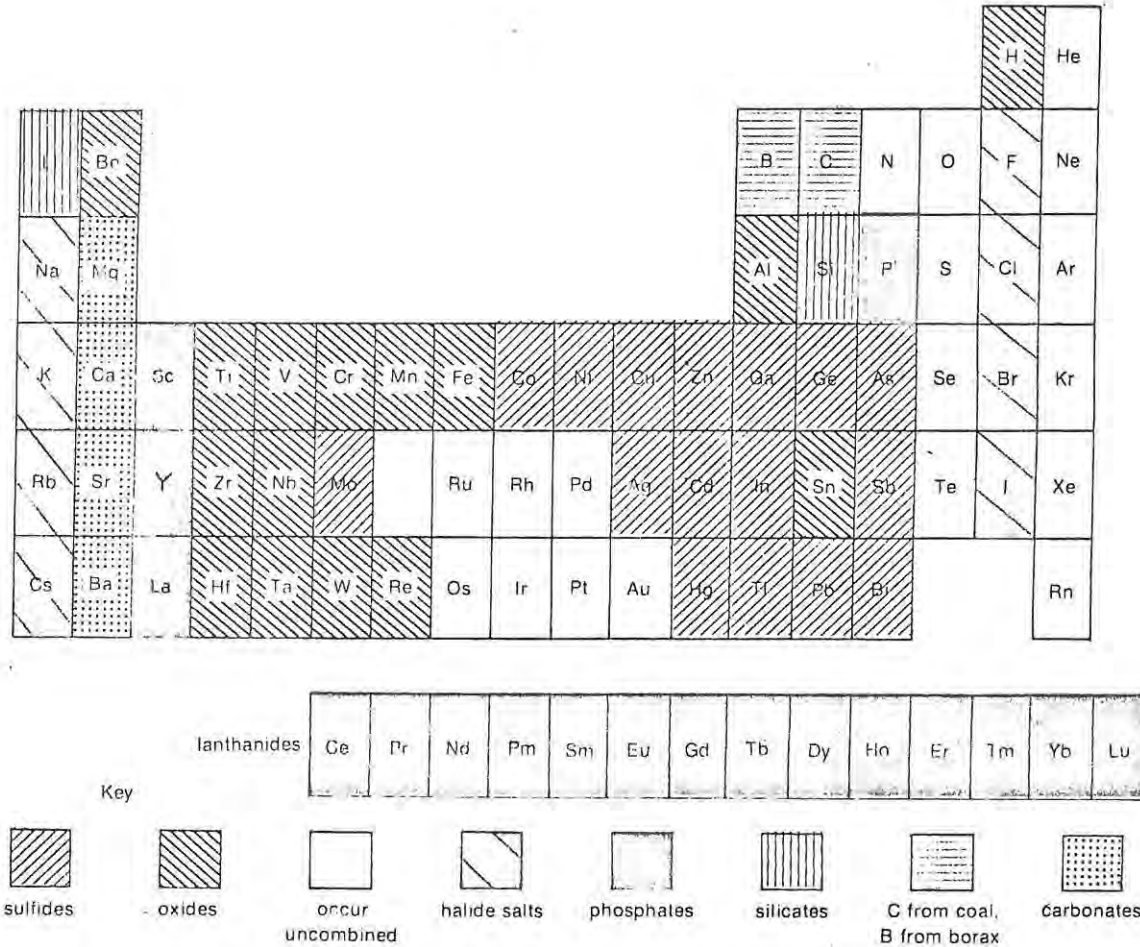 H He
Be B C N O F Ne
Na Mg Al Si P S Cl Ar
K Ca Sc Ti V Cr Mn Fe Co Ni Cu Zn Ga Ge As Se Br Kr
Rb Sr Y Zr Nb Mo Ru Rh Pd Ag Cd In Sn Sb Te I Xe
Cs Ba La Hf Ta W Re Os Ir Pt Au Hg Tl Pb Bi Rn
lanthanides Ce Pr Nd Pm Sm Eu Gd Tb Dy Ho Er Tm Yb Lu
Key
sulfides oxides occur halide salts phosphates silicates C from coal, carbonates
uncombined B from borax